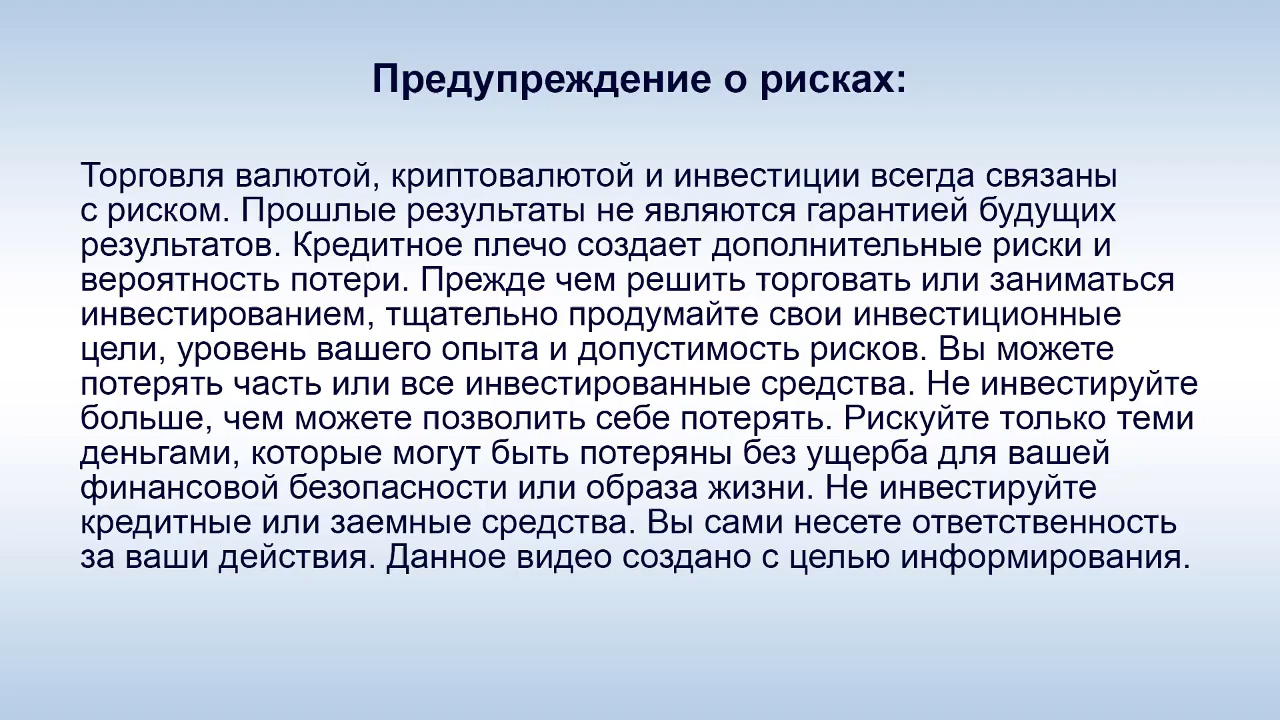 Предупреждение о рисках:
Торговля валютой, криптовалютой и инвестиции всегда связаны
с риском. Прошлые результаты не являются гарантией будущих
результатов. Кредитное плечо создает дополнительные риски и
вероятность потери. Прежде чем решить торговать или заниматься
инвестированием, тщательно продумайте свои инвестиционные
цели, уровень вашего опыта и допустимость рисков. Вы можете
потерять часть или все инвестированные средства. Не инвестируйте
больше, чем можете позволить себе потерять. Рискуйте только теми
деньгами, которые могут быть потеряны без ущерба для вашей
финансовой безопасности или образа жизни. Не инвестируйте
кредитные или заемные средства. Вы сами несете ответственность
за ваши действия. Данное видео создано с целью информирования.